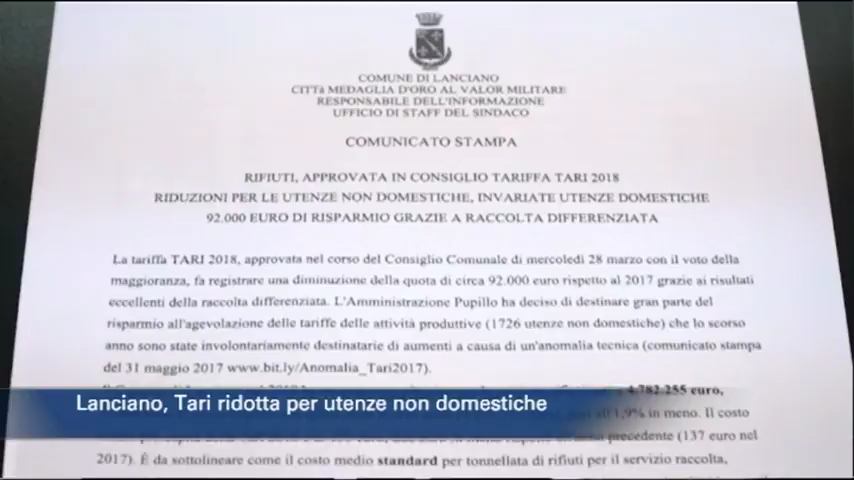 COMUNE DI LANCIANO
CITTà MEDAGLIA D'ORO AL VALOR MILITARE
RESPONSABILE DELL'INFORMAZIONE
UFFICIO DI STAFF DEL SINDACO
COMUNICATO STAMPA
RIFIUTI, APPROVATA IN CONSIGLIO TARIFFA TARI 2018
RIDUZIONI PER LE UTENZE NON DOMESTICHE, INVARIATE UTENZE DOMESTICHE
92.000 EURO DI RISPARMIO GRAZIE A RACCOLTA DIFFERENZIATA
La tariffa TARI 2018, approvata nel corso del Consiglio Comunale di mercoledì 28 marzo con il voto della
maggioranza, fa registrare una diminuzione della quota di circa 92.000 euro rispetto al 2017 grazie ai risultati
eccellenti della raccolta differenziata. L'Amministrazione Pupillo ha deciso di destinare gran parte del
risparmio all'agevolazione delle tariffe delle attività produttive (1726 utenze non domestiche) che lo scorso
anno sono state involontariamente destinatarie di aumenti a causa di un'anomalia tecnica (comunicato stampa
del 31 maggio 2017 www.bit.ly/Anomalia_Tari2017).
4.782.255 euro,
Lanciano, Tari ridotta per utenze non domestiche
1,9% in meno. Il costo
precedente (137 euro nel
2017). È da sottolineare come il costo medio standard per tonnellata di rifiuti per il servizio raccolta,